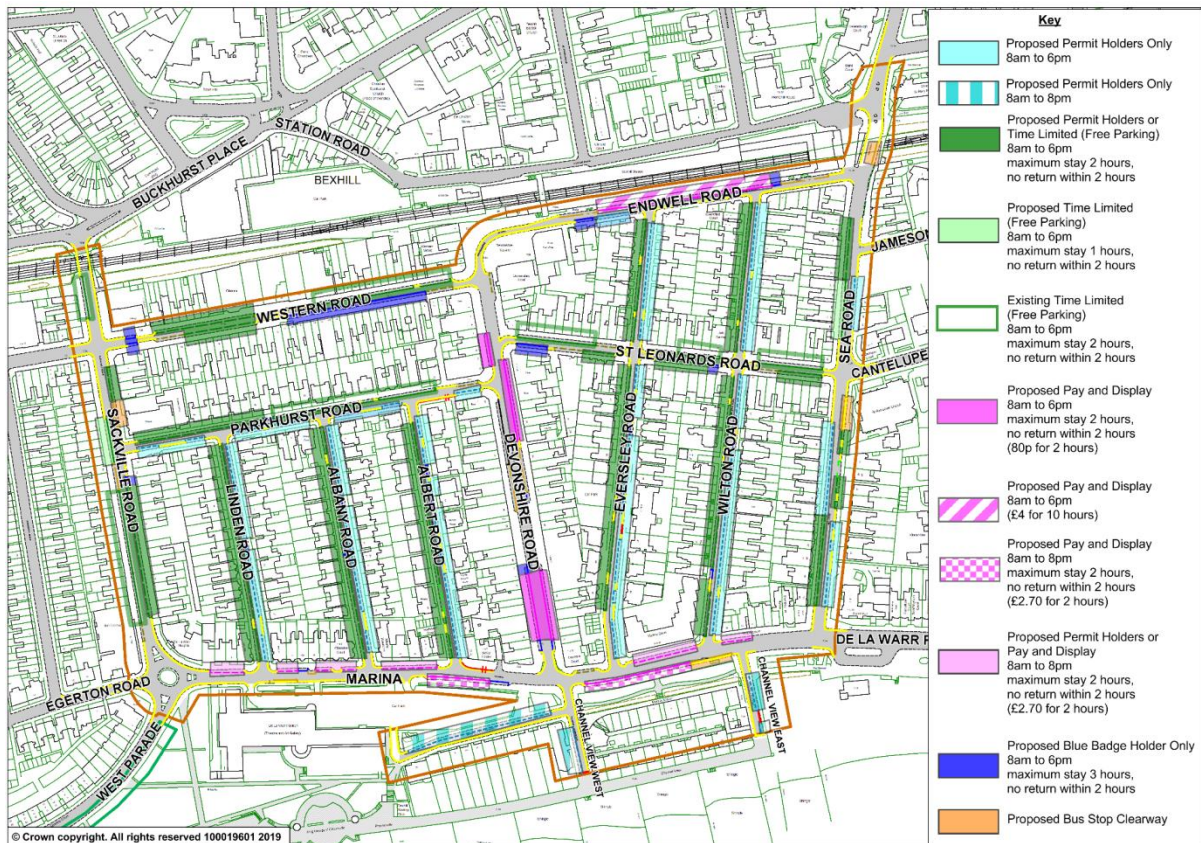 BUCKHURST PLACE
STATION ROAD
BEXHILL
ENDWELL ROAD
JAMESON
WESTERN ROAD
ST LEONARDS ROAD
SEA ROAD
CANTELUPE
SACKVILLE ROAD
PARKHURST ROAD
LINDEN ROAD
ALBANY ROAD
ALBERT ROAD
DEVONSHIRE ROAD
EVERSLEY ROAD
WILTON ROAD
DE LA WARR P
EGERTON ROAD
MARINA
WEST PARADE
CHANNEL VIEW WEST
CHANNEL VIEW EAST
© Crown copyright. All rights reserved 100019601 2019
Key
Proposed Permit Holders Only
8am to 6pm
Proposed Permit Holders Only
8am to 8pm
Proposed Permit Holders or
Time Limited (Free Parking)
8am to 6pm
maximum stay 2 hours,
no return within 2 hours
Proposed Time Limited
(Free Parking)
8am to 6pm
maximum stay 1 hours,
no return within 2 hours
Existing Time Limited
(Free Parking)
8am to 6pm
maximum stay 2 hours,
no return within 2 hours
Proposed Pay and Display
8am to 6pm
maximum stay 2 hours,
no return within 2 hours
(80p for 2 hours)
Proposed Pay and Display
8am to 6pm
(£4 for 10 hours)
Proposed Pay and Display
8am to 8pm
maximum stay 2 hours,
no return within 2 hours
(£2.70 for 2 hours)
Proposed Permit Holders or
Pay and Display
8am to 8pm
maximum stay 2 hours,
no return within 2 hours
(£2.70 for 2 hours)
Proposed Blue Badge Holder Only
8am to 6pm
maximum stay 3 hours,
no return within 2 hours
Proposed Bus Stop Clearway